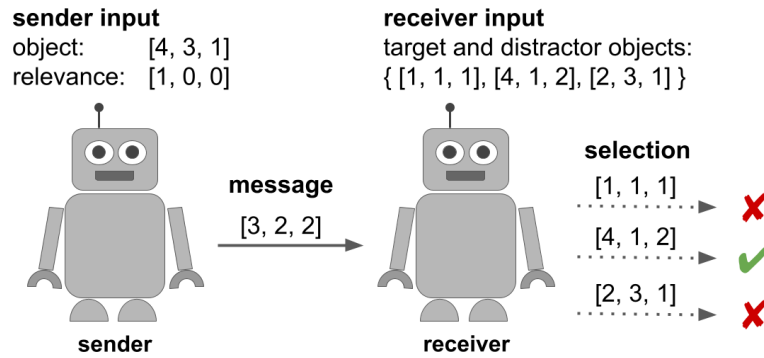 sender input
object: [4, 3, 1]
relevance: [1, 0, 0]
receiver input
target and distractor objects:
{ [1, 1, 1], [4, 1, 2], [2, 3, 1] }
message
[3, 2, 2]
selection
[1, 1, 1]
[4, 1, 2]
[2, 3, 1]
sender
receiver